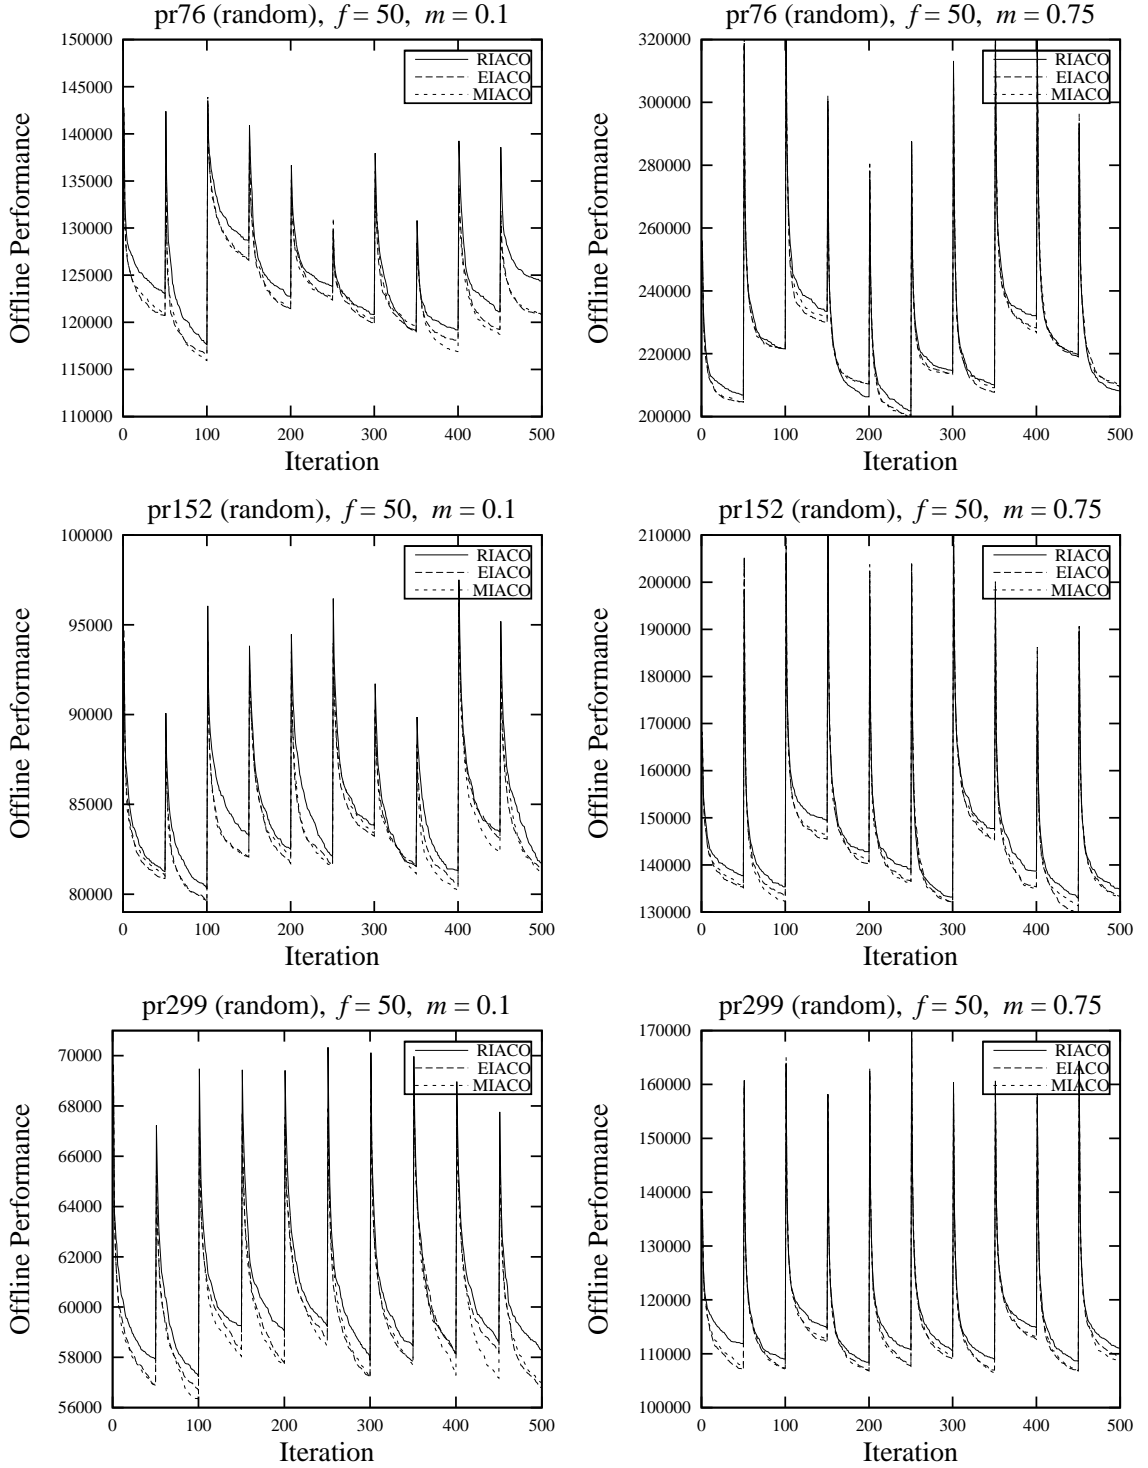 pr76 (random), f = 50, m = 0.1
150000
145000
140000
135000
130000
125000
120000
115000
110000
0 100 200 300 400 500
Iteration
Offline Performance
RIACO
EIACO
MIACO
pr76 (random), f = 50, m = 0.75
320000
300000
280000
260000
240000
220000
200000
0 100 200 300 400 500
Iteration
Offline Performance
RIACO
EIACO
MIACO
pr152 (random), f = 50, m = 0.1
100000
95000
90000
85000
80000
0 100 200 300 400 500
Iteration
Offline Performance
RIACO
EIACO
MIACO
pr152 (random), f = 50, m = 0.75
210000
200000
190000
180000
170000
160000
150000
140000
130000
0 100 200 300 400 500
Iteration
Offline Performance
RIACO
EIACO
MIACO
pr299 (random), f = 50, m = 0.1
70000
68000
66000
64000
62000
60000
58000
56000
0 100 200 300 400 500
Iteration
Offline Performance
RIACO
EIACO
MIACO
pr299 (random), f = 50, m = 0.75
170000
160000
150000
140000
130000
120000
110000
100000
0 100 200 300 400 500
Iteration
Offline Performance
RIACO
EIACO
MIACO